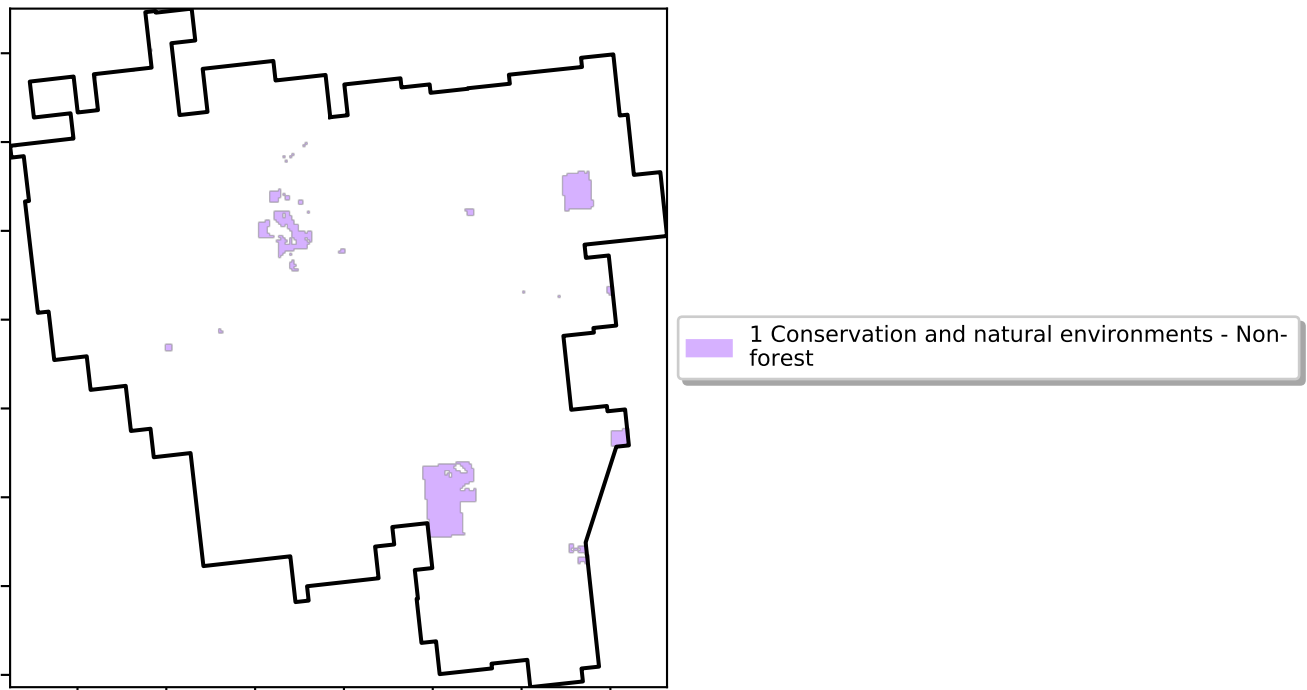 1 Conservation and natural environments - Non-
forest